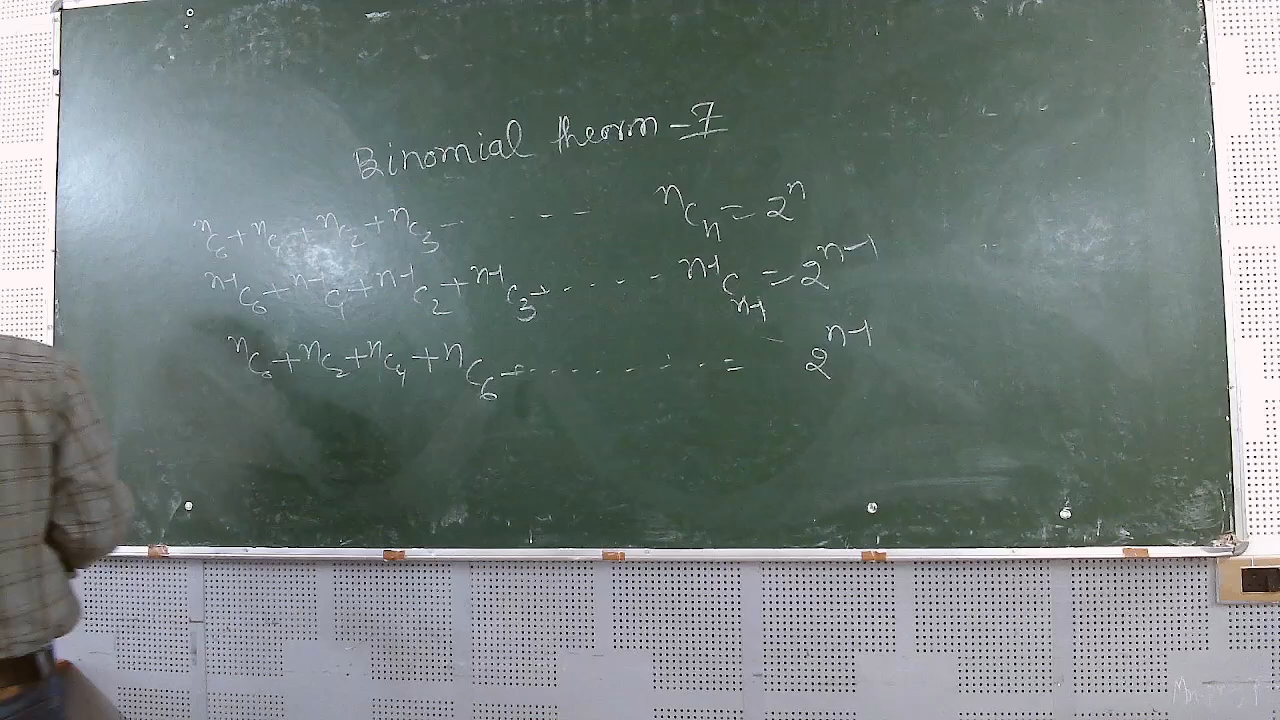 Binomial therm - 7
ⁿC₀ + ⁿC₁ + ⁿC₂ + ⁿC₃ - - - - ⁿCₙ = 2ⁿ
ⁿ⁻¹C₀ + ⁿ⁻¹C₁ + ⁿ⁻¹C₂ + ⁿ⁻¹C₃ + ..... ⁿ⁻¹Cₙ₋₁ = 2ⁿ⁻¹
ⁿC₀ + ⁿC₂ + ⁿC₄ + ⁿC₆ + ......... = 2ⁿ⁻¹